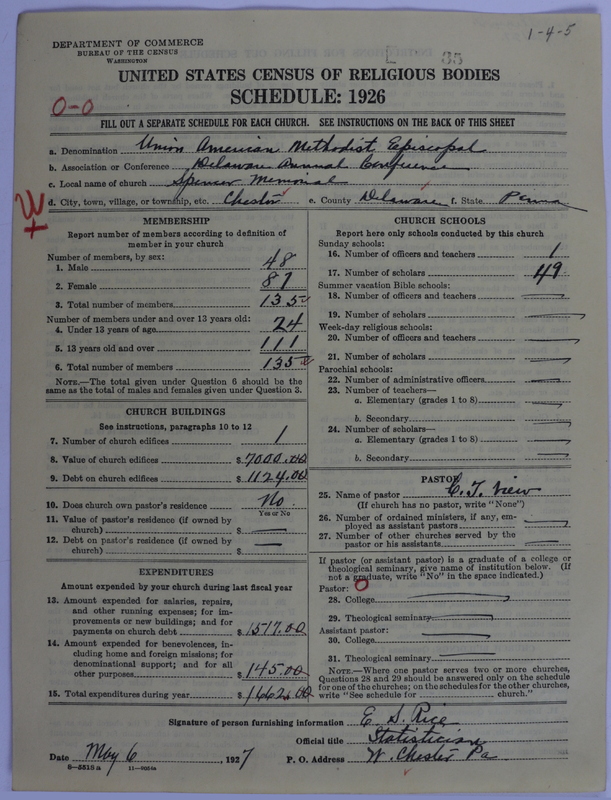 1-4-5
DEPARTMENT OF COMMERCE
BUREAU OF THE CENSUS
WASHINGTON
L 85
UNITED STATES CENSUS OF RELIGIOUS BODIES
SCHEDULE: 1926
0-0
FILL OUT A SEPARATE SCHEDULE FOR EACH CHURCH. SEE INSTRUCTIONS ON THE BACK OF THIS SHEET
a. Denomination Union American Methodist Episcopal
b. Association or Conference Delaware Annual Conference
c. Local name of church Spencer Memorial
d. City, town, village, or township, etc. Chester e. County Delaware f. State Penna
MEMBERSHIP
Report number of members according to definition of
member in your church
Number of members, by sex:
1. Male 48
2. Female 87
3. Total number of members 135
Number of members under and over 13 years old:
4. Under 13 years of age 24
5. 13 years old and over 111
6. Total number of members 135
NOTE.—The total given under Question 6 should be the
same as the total of males and females given under Question 3.
CHURCH BUILDINGS
See instructions, paragraphs 10 to 12
7. Number of church edifices 1
8. Value of church edifices $ 7000.00
9. Debt on church edifices $ 1124.00
10. Does church own pastor's residence No
Yes or No
11. Value of pastor's residence (if owned by
church) $ —
12. Debt on pastor's residence (if owned by
church) $ —
EXPENDITURES
Amount expended by your church during last fiscal year
13. Amount expended for salaries, repairs,
and other running expenses; for im-
provements or new buildings; and for
payments on church debt $ 1517.00
14. Amount expended for benevolences, in-
cluding home and foreign missions; for
denominational support; and for all
other purposes $ 145.00
15. Total expenditures during year $ 1662.00
CHURCH SCHOOLS
Report here only schools conducted by this church
Sunday schools:
16. Number of officers and teachers 1
17. Number of scholars 49
Summer vacation Bible schools:
18. Number of officers and teachers —
19. Number of scholars —
Week-day religious schools:
20. Number of officers and teachers —
21. Number of scholars —
Parochial schools:
22. Number of administrative officers —
23. Number of teachers—
a. Elementary (grades 1 to 8) —
b. Secondary —
24. Number of scholars—
a. Elementary (grades 1 to 8) —
b. Secondary —
PASTOR
25. Name of pastor C. T. View
(If church has no pastor, write "None")
26. Number of ordained ministers, if any, em-
ployed as assistant pastors —
27. Number of other churches served by the
pastor or his assistants —
If pastor (or assistant pastor) is a graduate of a college or
theological seminary, give name of institution below. (If
not a graduate, write "No" in the space indicated.)
Pastor: 0
28. College —
29. Theological seminary —
Assistant pastor: —
30. College —
31. Theological seminary —
NOTE.—Where one pastor serves two or more churches,
Questions 28 and 29 should be answered only on the schedule
for one of the churches; on the schedules for the other churches,
write "See schedule for church."
Signature of person furnishing information E. S. Rice
Official title Statistician
Date May 6, 1927 P. O. Address W. Chester Pa
8-5518a 11-9054a